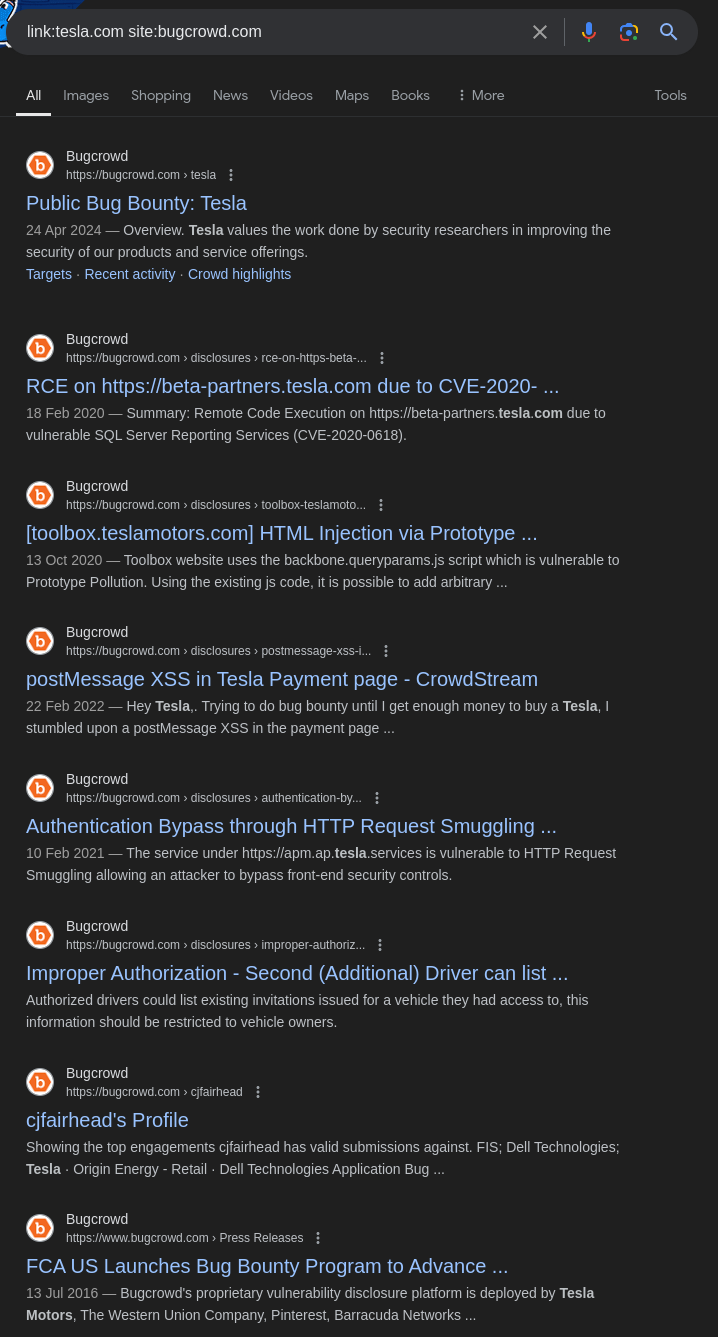 link:tesla.com site:bugcrowd.com
All Images Shopping News Videos Maps Books More Tools
Bugcrowd
https://bugcrowd.com › tesla
Public Bug Bounty: Tesla
24 Apr 2024 — Overview. Tesla values the work done by security researchers in improving the
security of our products and service offerings.
Targets · Recent activity · Crowd highlights
Bugcrowd
https://bugcrowd.com › disclosures › rce-on-https-beta-...
RCE on https://beta-partners.tesla.com due to CVE-2020- ...
18 Feb 2020 — Summary: Remote Code Execution on https://beta-partners.tesla.com due to
vulnerable SQL Server Reporting Services (CVE-2020-0618).
Bugcrowd
https://bugcrowd.com › disclosures › toolbox-teslamoto...
[toolbox.teslamotors.com] HTML Injection via Prototype ...
13 Oct 2020 — Toolbox website uses the backbone.queryparams.js script which is vulnerable to
Prototype Pollution. Using the existing js code, it is possible to add arbitrary ...
Bugcrowd
https://bugcrowd.com › disclosures › postmessage-xss-i...
postMessage XSS in Tesla Payment page - CrowdStream
22 Feb 2022 — Hey Tesla,. Trying to do bug bounty until I get enough money to buy a Tesla, I
stumbled upon a postMessage XSS in the payment page ...
Bugcrowd
https://bugcrowd.com › disclosures › authentication-by...
Authentication Bypass through HTTP Request Smuggling ...
10 Feb 2021 — The service under https://apm.ap.tesla.services is vulnerable to HTTP Request
Smuggling allowing an attacker to bypass front-end security controls.
Bugcrowd
https://bugcrowd.com › disclosures › improper-authoriz...
Improper Authorization - Second (Additional) Driver can list ...
Authorized drivers could list existing invitations issued for a vehicle they had access to, this
information should be restricted to vehicle owners.
Bugcrowd
https://bugcrowd.com › cjfairhead
cjfairhead's Profile
Showing the top engagements cjfairhead has valid submissions against. FIS; Dell Technologies;
Tesla · Origin Energy - Retail · Dell Technologies Application Bug ...
Bugcrowd
https://www.bugcrowd.com › Press Releases
FCA US Launches Bug Bounty Program to Advance ...
13 Jul 2016 — Bugcrowd's proprietary vulnerability disclosure platform is deployed by Tesla
Motors, The Western Union Company, Pinterest, Barracuda Networks ...